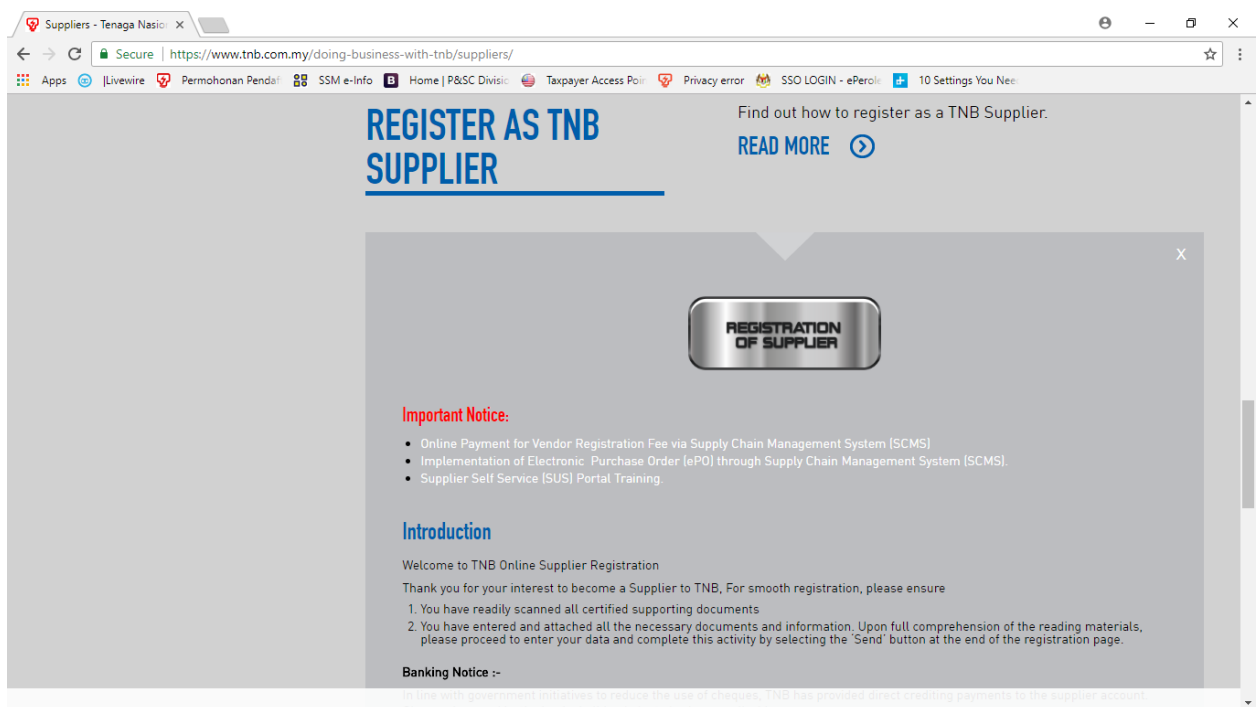 Suppliers - Tenaga Nasio
Secure | https://www.tnb.com.my/doing-business-with-tnb/suppliers/
Apps |Livewire Permohonan Pendaf SSM e-Info Home | P&SC Divisio Taxpayer Access Poin Privacy error SSO LOGIN - ePerole 10 Settings You Nee
REGISTER AS TNB
SUPPLIER
Find out how to register as a TNB Supplier.
READ MORE
X
REGISTRATION
OF SUPPLIER
Important Notice:
• Online Payment for Vendor Registration Fee via Supply Chain Management System (SCMS)
• Implementation of Electronic Purchase Order (ePO) through Supply Chain Management System (SCMS).
• Supplier Self Service (SUS) Portal Training.
Introduction
Welcome to TNB Online Supplier Registration
Thank you for your interest to become a Supplier to TNB, For smooth registration, please ensure
1. You have readily scanned all certified supporting documents
2. You have entered and attached all the necessary documents and information. Upon full comprehension of the reading materials,
please proceed to enter your data and complete this activity by selecting the 'Send' button at the end of the registration page.
Banking Notice :-
In line with government initiatives to reduce the use of cheques, TNB has provided direct crediting payments to the supplier account